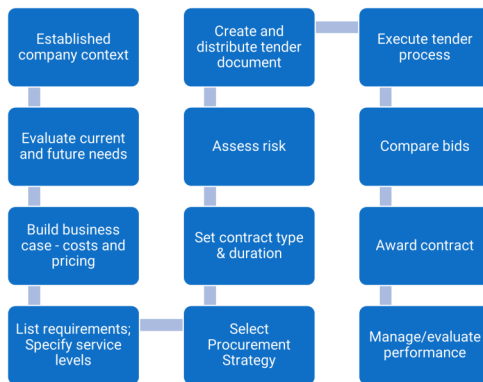 Established
company context
Evaluate current
and future needs
Build business
case - costs and
pricing
List requirements;
Specify service
levels
Select
Procurement
Strategy
Set contract type
& duration
Assess risk
Create and
distribute tender
document
Execute tender
process
Compare bids
Award contract
Manage/evaluate
performance